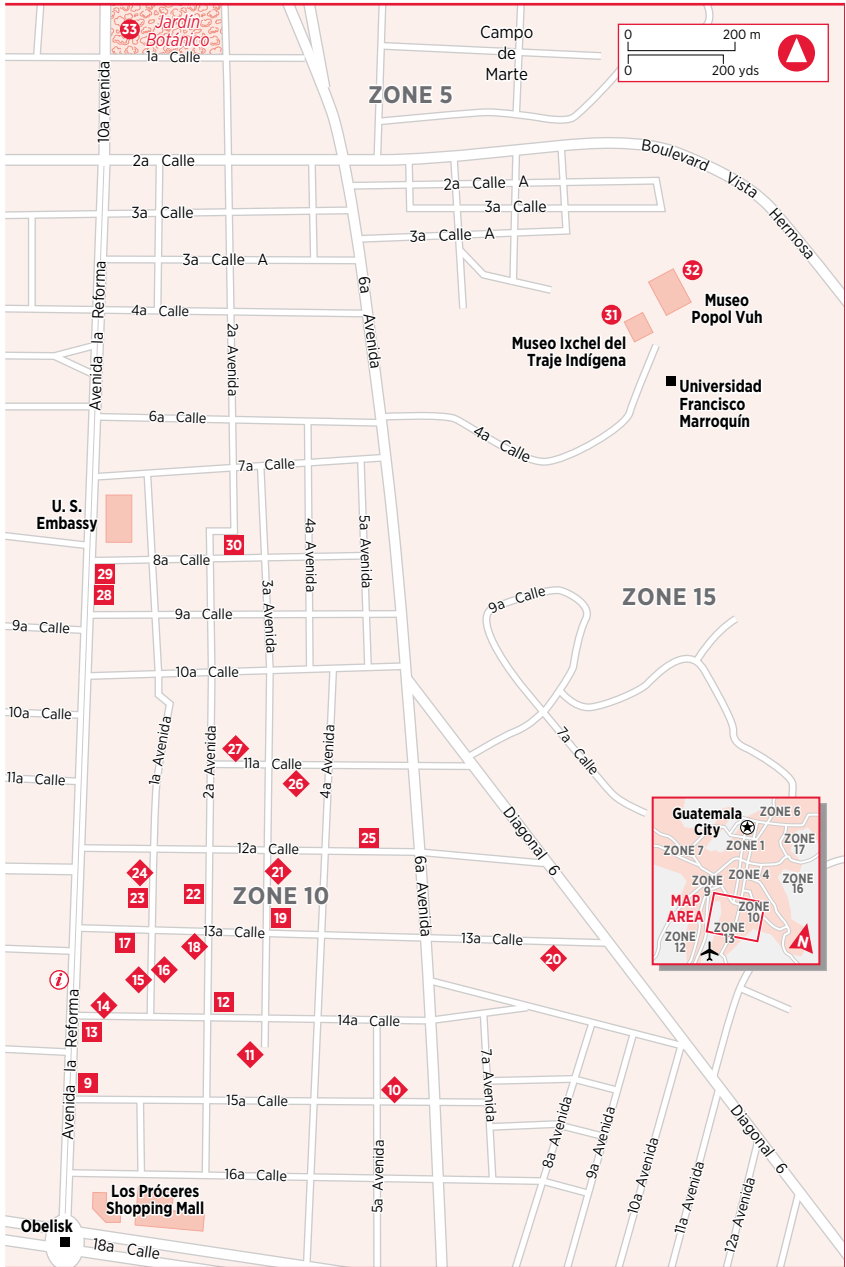 33
Jardín
Botánico
1a Calle
10a Avenida
Campo
de
Marte
0
200 m
0
200 yds
ZONE 5
2a Calle
Boulevard Vista Hermosa
2a Calle A
3a Calle
3a Calle
3a Calle A
3a Calle A
32
Museo
Popol Vuh
31
Museo Ixchel del
Traje Indígena
Universidad
Francisco
Marroquín
4a Calle
Avenida la Reforma
2a Avenida
6a Avenida
6a Calle
4a Calle
7a Calle
U. S.
Embassy
30
8a Calle
4a Avenida
5a Avenida
3a Avenida
29
28
9a Calle
9a Calle
9a Calle
ZONE 15
10a Calle
10a Calle
1a Avenida
2a Avenida
27
11a Calle
26
4a Avenida
11a Calle
7a Calle
Diagonal 6
Guatemala
City
ZONE 6
ZONE 1
ZONE 7
ZONE
17
ZONE
9
ZONE 4
ZONE
16
MAP
AREA
ZONE
10
ZONE
13
ZONE
12
N
12a Calle
25
24
23
22
21
ZONE 10
19
6a Avenida
13a Calle
13a Calle
17
18
20
i
15
16
14
12
13
14a Calle
Avenida la Reforma
11
9
10
7a Avenida
15a Calle
8a Avenida
9a Avenida
10a Avenida
11a Avenida
12a Avenida
Diagonal 6
5a Avenida
16a Calle
Los Próceres
Shopping Mall
Obelisk
18a Calle